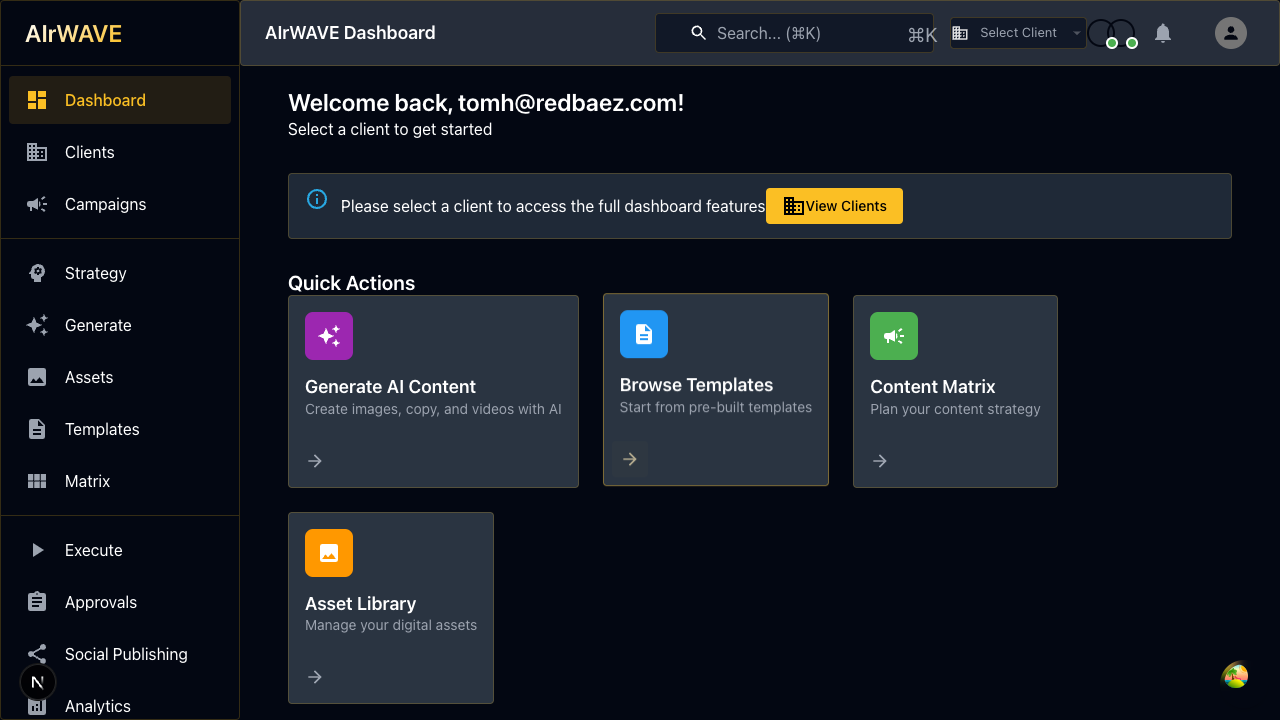 AIrWAVE
AIrWAVE Dashboard
Search... (⌘K)
⌘K
Select Client
Dashboard
Clients
Campaigns
Strategy
Generate
Assets
Templates
Matrix
Execute
Approvals
Social Publishing
N
Analytics
Welcome back, tomh@redbaez.com!
Select a client to get started
Please select a client to access the full dashboard features
View Clients
Quick Actions
Generate AI Content
Create images, copy, and videos with AI
Browse Templates
Start from pre-built templates
Content Matrix
Plan your content strategy
Asset Library
Manage your digital assets